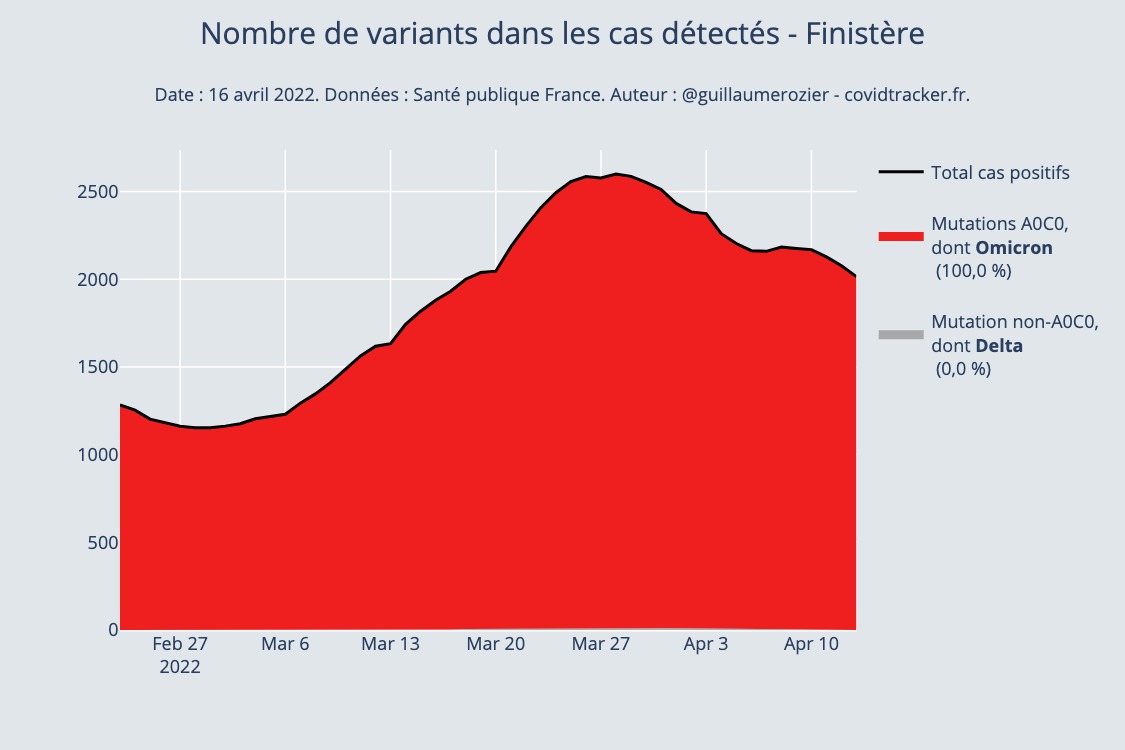 Nombre de variants dans les cas détectés - Finistère
Date : 16 avril 2022. Données : Santé publique France. Auteur : @guillaumerozier - covidtracker.fr.
2500
2000
1500
1000
500
0
Feb 27
2022
Mar 6
Mar 13
Mar 20
Mar 27
Apr 3
Apr 10
Total cas positifs
Mutations A0C0,
dont Omicron
(100,0 %)
Mutation non-A0C0,
dont Delta
(0,0 %)